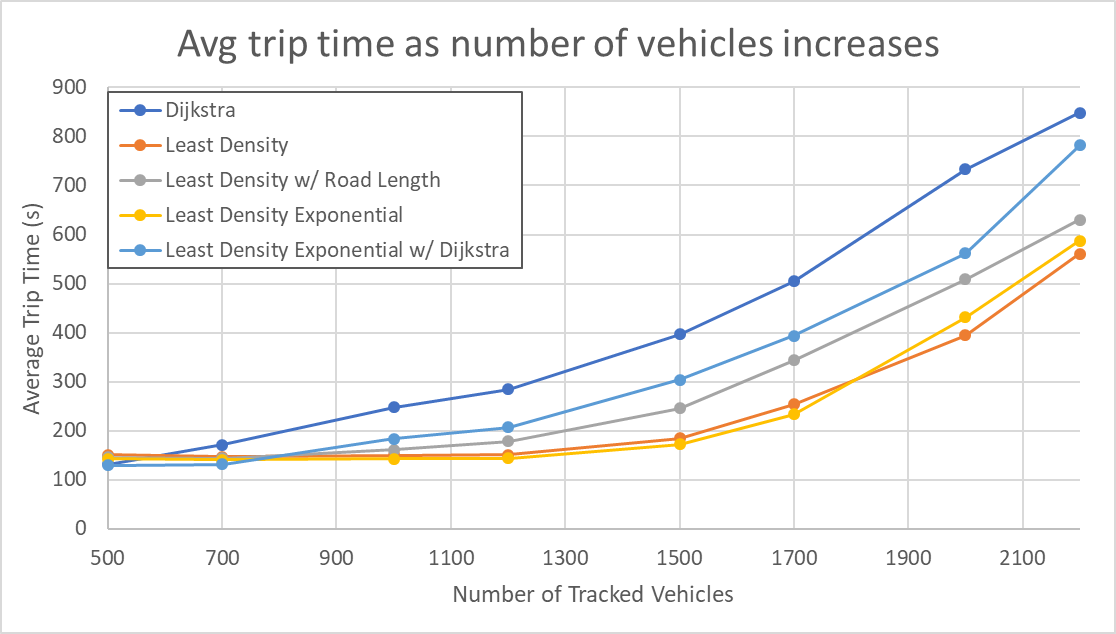 Avg trip time as number of vehicles increases
900
800
700
600
500
400
300
200
100
0
Average Trip Time (s)
Dijkstra
Least Density
Least Density w/ Road Length
Least Density Exponential
Least Density Exponential w/ Dijkstra
500 700 900 1100 1300 1500 1700 1900 2100
Number of Tracked Vehicles